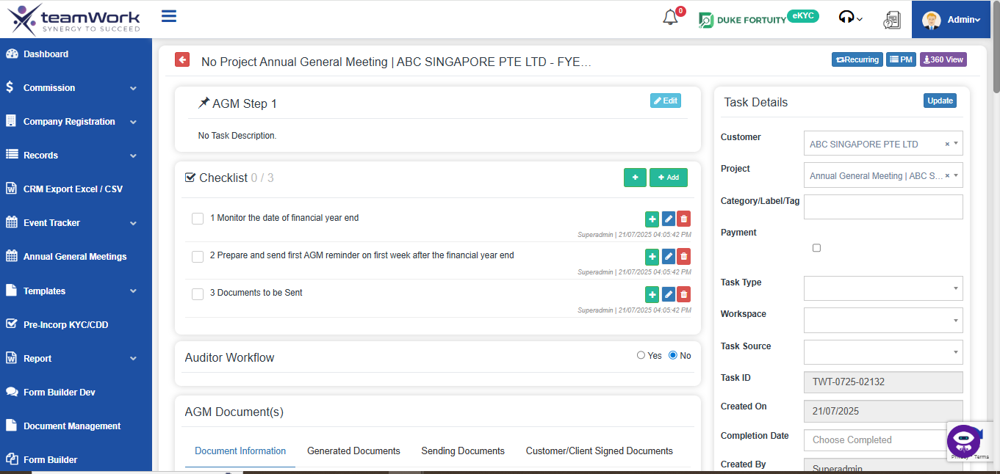 teamWork
SYNERGY TO SUCCEED
0
DUKE FORTUITY
eKYC
Admin
Dashboard
Commission
Company Registration
Records
CRM Export Excel / CSV
Event Tracker
Annual General Meetings
Templates
Pre-Incorp KYC/CDD
Report
Form Builder Dev
Document Management
Form Builder
No Project Annual General Meeting | ABC SINGAPORE PTE LTD - FYE…
Recurring
PM
360 View
AGM Step 1
Edit
No Task Description.
Checklist 0 / 3
Add
1 Monitor the date of financial year end
Superadmin | 21/07/2025 04:05:42 PM
2 Prepare and send first AGM reminder on first week after the financial year end
Superadmin | 21/07/2025 04:05:42 PM
3 Documents to be Sent
Superadmin | 21/07/2025 04:05:42 PM
Auditor Workflow
Yes No
AGM Document(s)
Document Information Generated Documents Sending Documents Customer/Client Signed Documents
Task Details
Update
Customer
ABC SINGAPORE PTE LTD
Project
Annual General Meeting | ABC S...
Category/Label/Tag
Payment
Task Type
Workspace
Task Source
Task ID
TWT-0725-02132
Created On
21/07/2025
Completion Date
Choose Completed
Created By
Superadmin
Terms